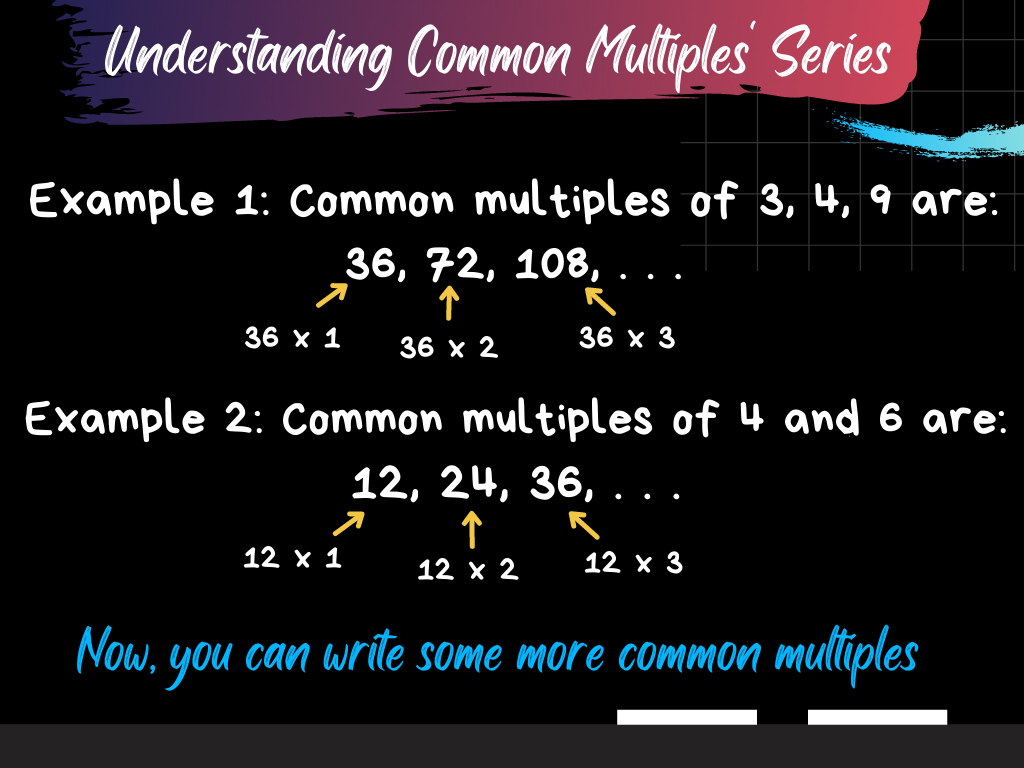 Understanding Common Multiples' Series
Example 1: Common multiples of 3, 4, 9 are:
36, 72, 108, . . .
36 x 1
36 x 2
36 x 3
Example 2: Common multiples of 4 and 6 are:
12, 24, 36, . . .
12 x 1
12 x 2
12 x 3
Now, you can write some more common multiples